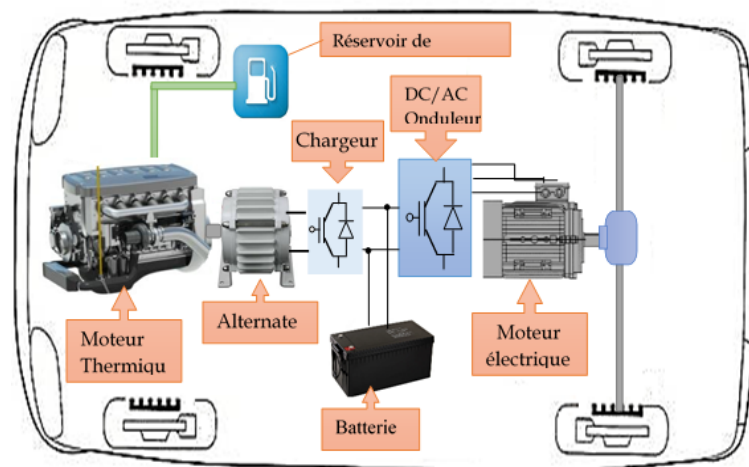 Réservoir de
DC/AC
Onduleur
Chargeur
Moteur
Thermiqu
Alternate
Batterie
Moteur
électrique